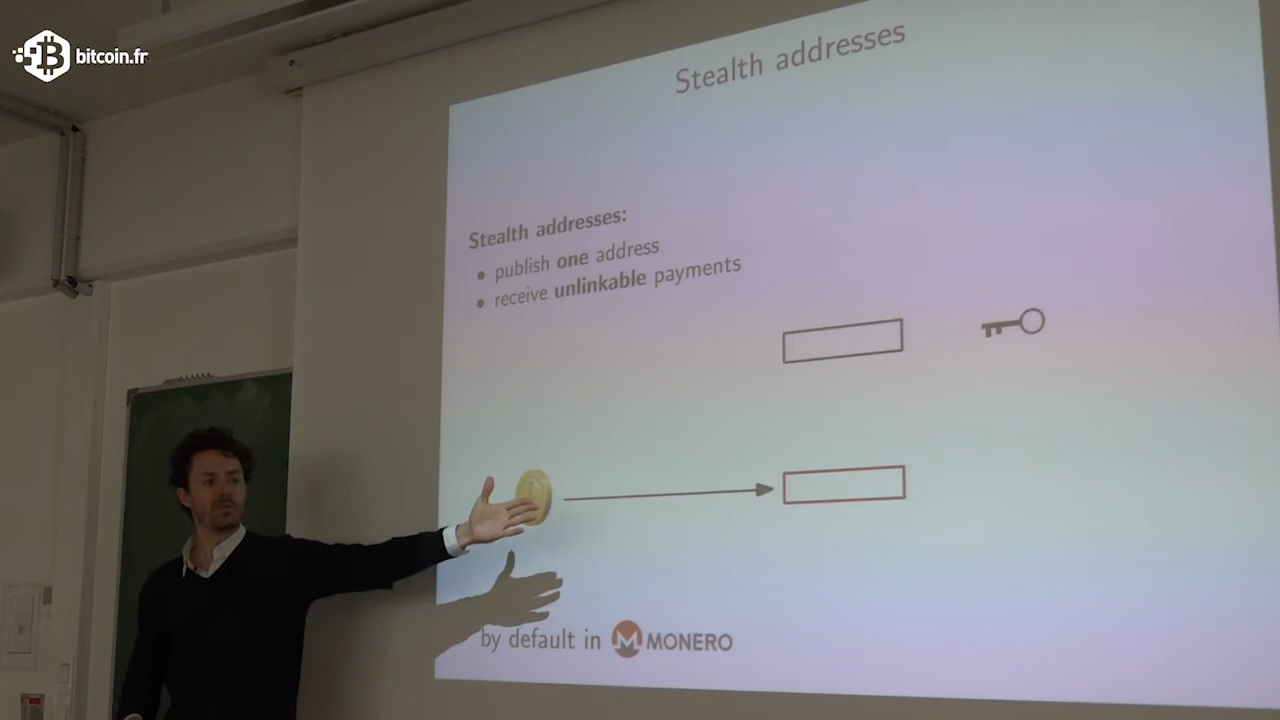 bitcoin.fr
Stealth addresses
Stealth addresses:
• publish one address
• receive unlinkable payments
by default in MONERO